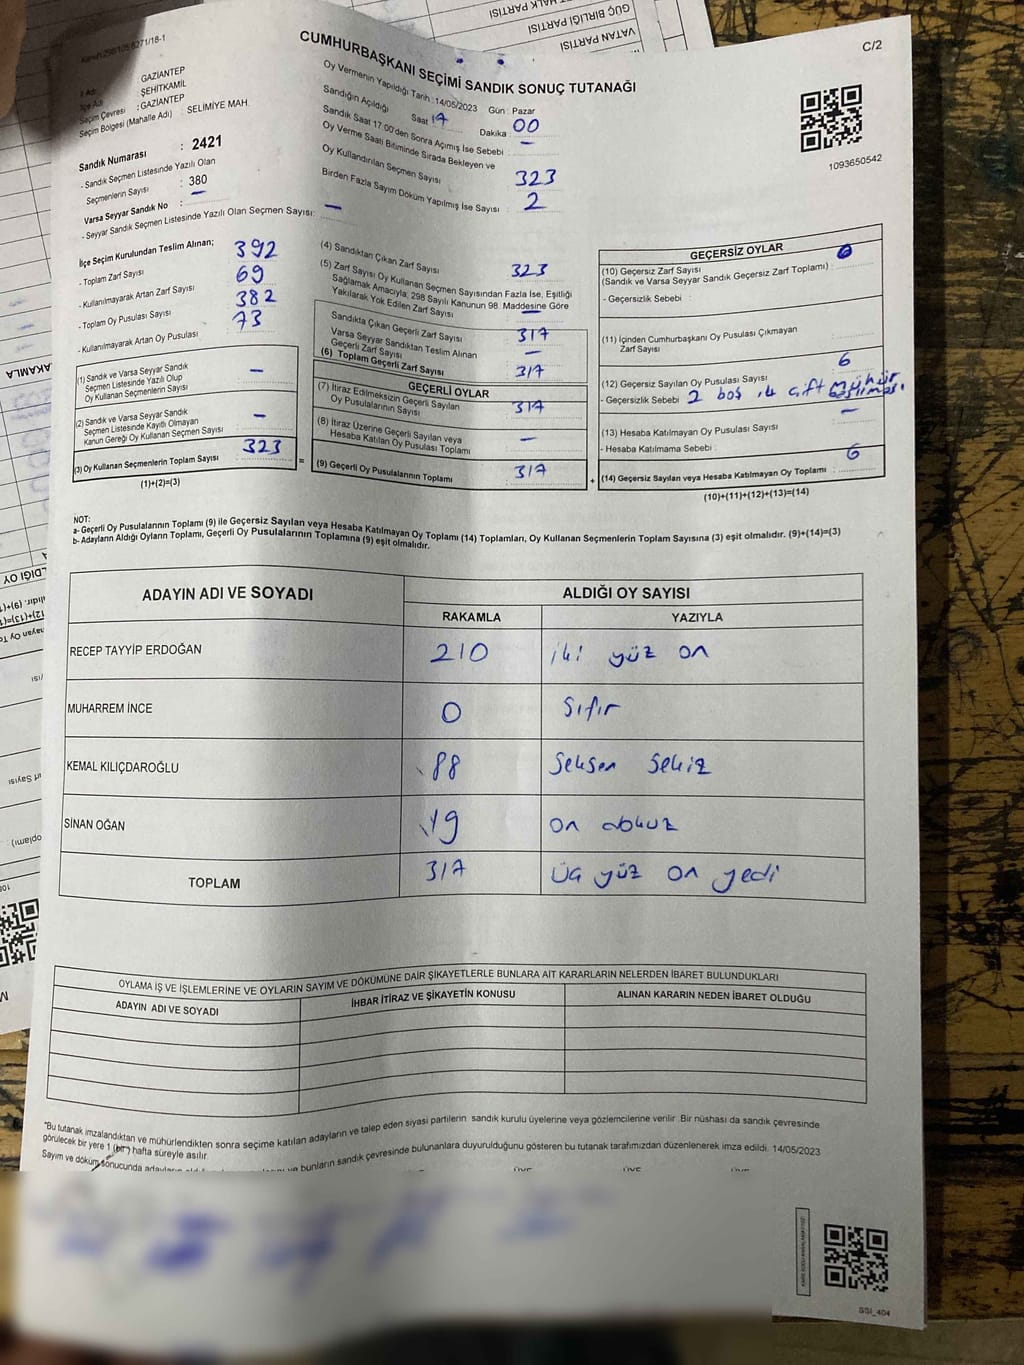 HALK PARTİSİ
GÜÇ BİRLİĞİ PARTİSİ
VATAN PARTİSİ
CUMHURBAŞKANI SEÇİMİ SANDIK SONUÇ TUTANAĞI
C/2
İl Adı : GAZİANTEP
İlçe Adı : ŞEHİTKAMİL
Seçim Çevresi : GAZİANTEP
Seçim Bölgesi (Mahalle Adı) : SELİMİYE MAH.
Oy Vermenin Yapıldığı Tarih : 14/05/2023 Gün : Pazar
Sandığın Açıldığı Saat 17 Dakika 00
Sandık Saat 17:00'den Sonra Açımış İse Sebebi : —
Oy Verme Saati Bitiminde Sırada Bekleyen ve
Oy Kullandırılan Seçmen Sayısı 323
Birden Fazla Sayım Döküm Yapılmış İse Sayısı 2
1093650542
Sandık Numarası : 2421
- Sandık Seçmen Listesinde Yazılı Olan
Seçmenlerin Sayısı : 380
Varsa Seyyar Sandık No : —
- Seyyar Sandık Seçmen Listesinde Yazılı Olan Seçmen Sayısı: —
İlçe Seçim Kurulundan Teslim Alınan;
- Toplam Zarf Sayısı 392
- Kullanılmayarak Artan Zarf Sayısı 69
- Toplam Oy Pusulası Sayısı 382
- Kullanılmayarak Artan Oy Pusulası 73
(1) Sandık ve Varsa Seyyar Sandık
Seçmen Listesinde Yazılı Olup
Oy Kullanan Seçmenlerin Sayısı —
(2) Sandık ve Varsa Seyyar Sandık
Seçmen Listesinde Kayıtlı Olmayan
Kanun Gereği Oy Kullanan Seçmen Sayısı —
(3) Oy Kullanan Seçmenlerin Toplam Sayısı 323
(1)+(2)=(3)
(4) Sandıktan Çıkan Zarf Sayısı 323
(5) Zarf Sayısı Oy Kullanan Seçmen Sayısından Fazla İse, Eşitliği
Sağlamak Amacıyla, 298 Sayılı Kanunun 98. Maddesine Göre
Yakılarak Yok Edilen Zarf Sayısı —
Sandıkta Çıkan Geçerli Zarf Sayısı 317
Varsa Seyyar Sandıktan Teslim Alınan
Geçerli Zarf Sayısı —
(6) Toplam Geçerli Zarf Sayısı 317
GEÇERLİ OYLAR
(7) İtiraz Edilmeksizin Geçerli Sayılan
Oy Pusulalarının Sayısı 317
(8) İtiraz Üzerine Geçerli Sayılan veya
Hesaba Katılan Oy Pusulası Toplamı —
(9) Geçerli Oy Pusulalarının Toplamı 317
GEÇERSİZ OYLAR
(10) Geçersiz Zarf Sayısı
(Sandık ve Varsa Seyyar Sandık Geçersiz Zarf Toplamı) :
- Geçersizlik Sebebi :
(11) İçinden Cumhurbaşkanı Oy Pusulası Çıkmayan
Zarf Sayısı
(12) Geçersiz Sayılan Oy Pusulası Sayısı 6
- Geçersizlik Sebebi 2 boş çift mühür
(13) Hesaba Katılmayan Oy Pusulası Sayısı —
- Hesaba Katılmama Sebebi
(14) Geçersiz Sayılan veya Hesaba Katılmayan Oy Toplamı 6
(10)+(11)+(12)+(13)=(14)
NOT:
a- Geçerli Oy Pusulalarının Toplamı (9) ile Geçersiz Sayılan veya Hesaba Katılmayan Oy Toplamı (14) Toplamları, Oy Kullanan Seçmenlerin Toplam Sayısına (3) eşit olmalıdır. (9)+(14)=(3)
b- Adayların Aldığı Oyların Toplamı, Geçerli Oy Pusulalarının Toplamına (9) eşit olmalıdır.
ADAYIN ADI VE SOYADI ALDIĞI OY SAYISI
RAKAMLA YAZIYLA
RECEP TAYYİP ERDOĞAN 210 iki yüz on
MUHARREM İNCE 0 Sıfır
KEMAL KILIÇDAROĞLU 88 Seksen Sekiz
SİNAN OĞAN 19 on dokuz
TOPLAM 317 üç yüz on yedi
OYLAMA İŞ VE İŞLEMLERİNE VE OYLARIN SAYIM VE DÖKÜMÜNE DAİR ŞİKAYETLERLE BUNLARA AİT KARARLARIN NELERDEN İBARET BULUNDUKLARI
ADAYIN ADI VE SOYADI İHBAR İTİRAZ VE ŞİKAYETİN KONUSU ALINAN KARARIN NEDEN İBARET OLDUĞU
*Bu tutanak imzalandıktan ve mühürlendikten sonra seçime katılan adayların ve talep eden siyasi partilerin sandık kurulu üyelerine veya gözlemcilerine verilir. Bir nüshası da sandık çevresinde
görülecek bir yere 1 (bir) hafta süreyle asılır.
Sayım ve döküm sonucunda ve bunların sandık çevresinde bulunanlara duyurulduğunu gösteren bu tutanak tarafımızdan düzenlenerek imza edildi. 14/05/2023
ÜYE ÜYE ÜYE
SSI_404